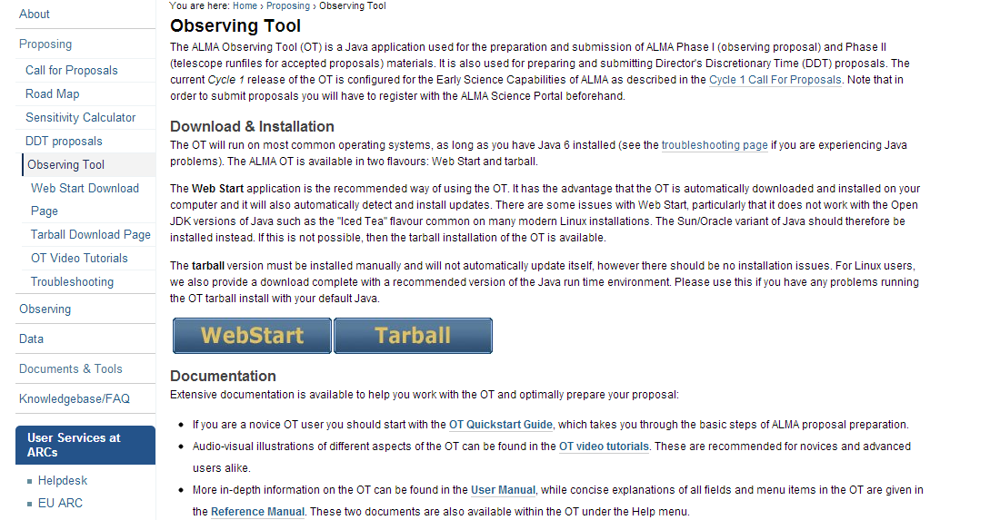 About
Proposing
Call for Proposals
Road Map
Sensitivity Calculator
DDT proposals
Observing Tool
Web Start Download
Page
Tarball Download Page
OT Video Tutorials
Troubleshooting
Observing
Data
Documents & Tools
Knowledgebase/FAQ
User Services at
ARCs
Helpdesk
EU ARC
You are here: Home › Proposing › Observing Tool
Observing Tool
The ALMA Observing Tool (OT) is a Java application used for the preparation and submission of ALMA Phase I (observing proposal) and Phase II
(telescope runfiles for accepted proposals) materials. It is also used for preparing and submitting Director's Discretionary Time (DDT) proposals. The
current Cycle 1 release of the OT is configured for the Early Science Capabilities of ALMA as described in the Cycle 1 Call For Proposals. Note that in
order to submit proposals you will have to register with the ALMA Science Portal beforehand.
Download & Installation
The OT will run on most common operating systems, as long as you have Java 6 installed (see the troubleshooting page if you are experiencing Java
problems). The ALMA OT is available in two flavours: Web Start and tarball.
The Web Start application is the recommended way of using the OT. It has the advantage that the OT is automatically downloaded and installed on your
computer and it will also automatically detect and install updates. There are some issues with Web Start, particularly that it does not work with the Open
JDK versions of Java such as the "Iced Tea" flavour common on many modern Linux installations. The Sun/Oracle variant of Java should therefore be
installed instead. If this is not possible, then the tarball installation of the OT is available.
The tarball version must be installed manually and will not automatically update itself, however there should be no installation issues. For Linux users,
we also provide a download complete with a recommended version of the Java run time environment. Please use this if you have any problems running
the OT tarball install with your default Java.
WebStart Tarball
Documentation
Extensive documentation is available to help you work with the OT and optimally prepare your proposal:
• If you are a novice OT user you should start with the OT Quickstart Guide, which takes you through the basic steps of ALMA proposal preparation.
• Audio-visual illustrations of different aspects of the OT can be found in the OT video tutorials. These are recommended for novices and advanced
users alike.
• More in-depth information on the OT can be found in the User Manual, while concise explanations of all fields and menu items in the OT are given in
the Reference Manual. These two documents are also available within the OT under the Help menu.